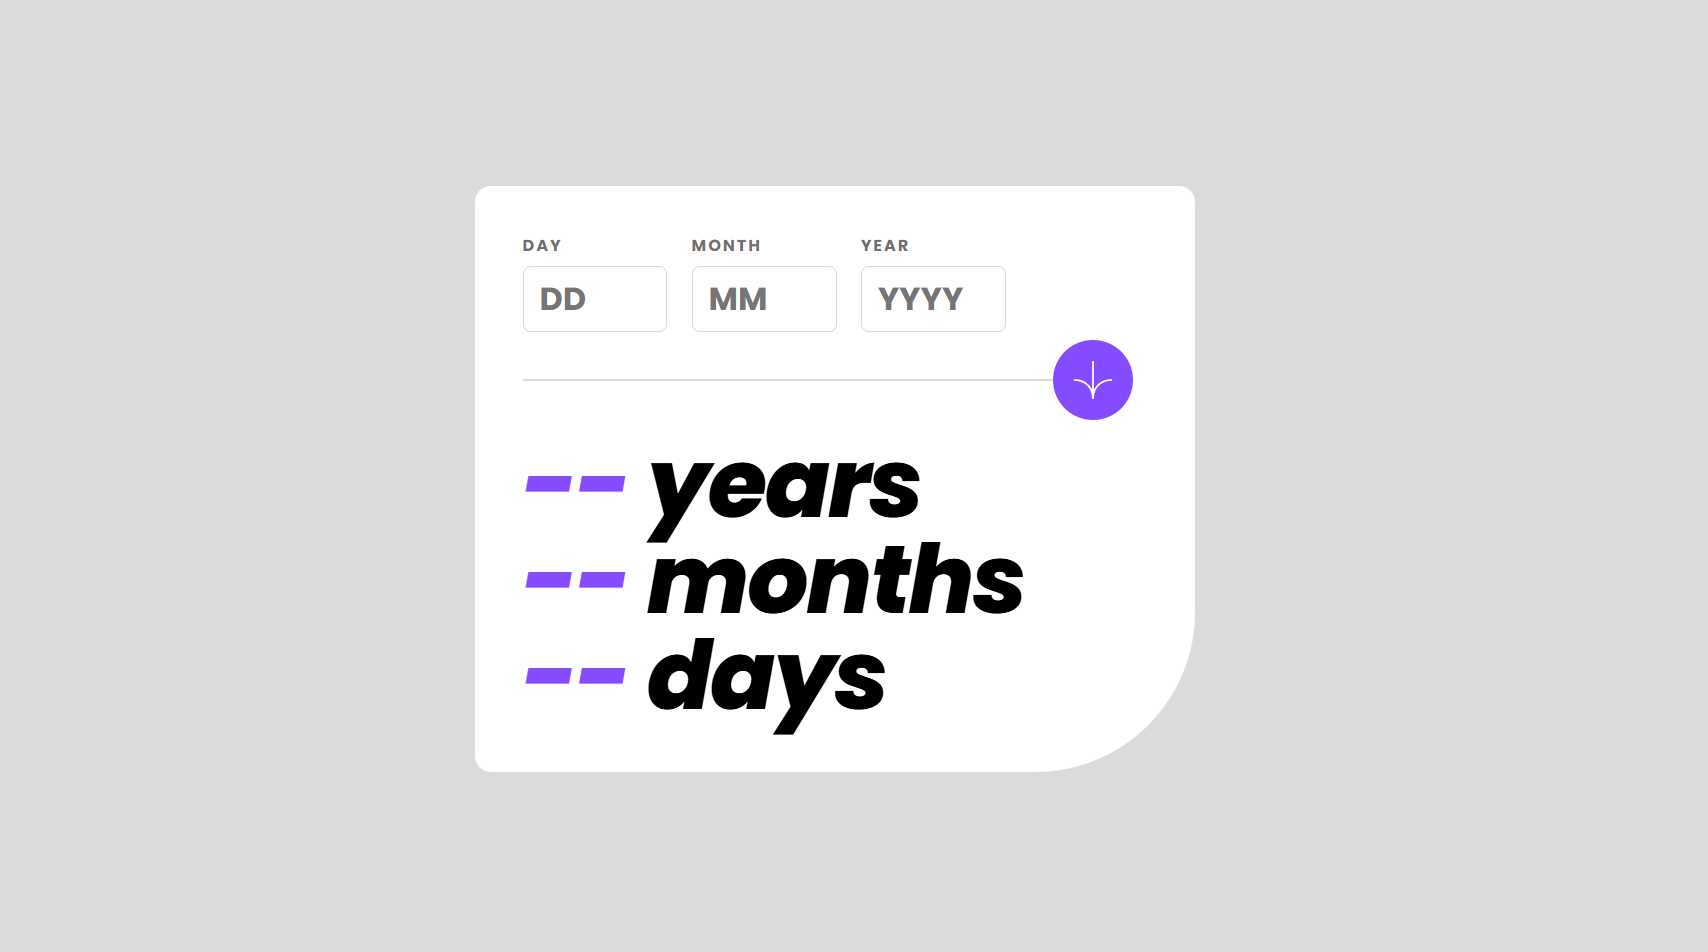 DAY MONTH YEAR
DD MM YYYY
-- years
-- months
-- days